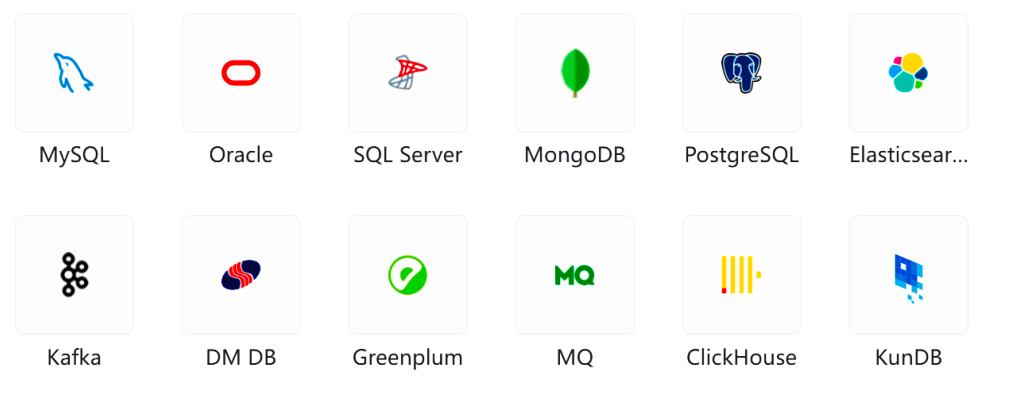 MySQL
Oracle
SQL Server
MongoDB
PostgreSQL
Elasticsear...
Kafka
DM DB
Greenplum
MQ
MQ
ClickHouse
KunDB